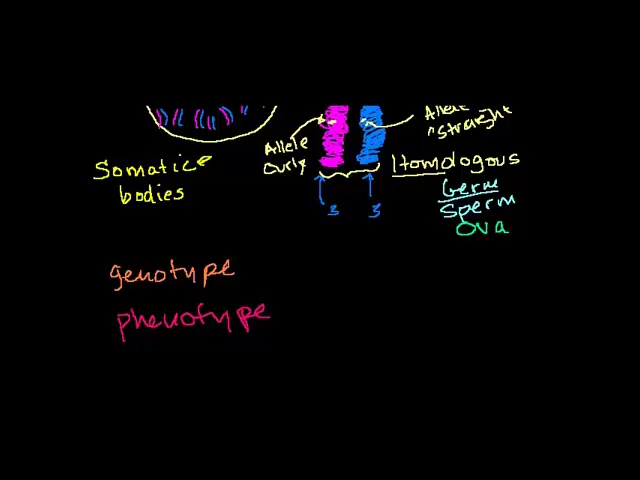 Allele
"Straight"
Allele
Curly
Somatic
bodies
Homologous
Germ
Sperm
Ova
3 3
genotype
phenotype